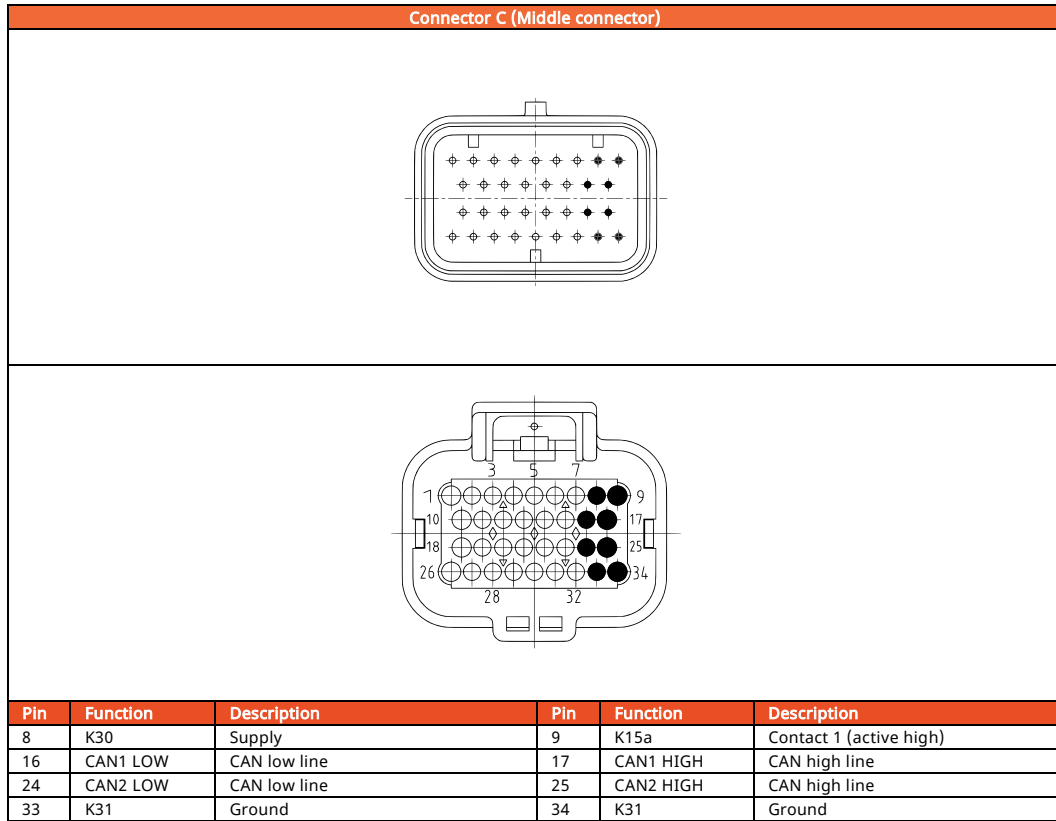 Connector C (Middle connector)
3 5 7
1 9
10 17
18 25
26 34
28 32
Pin Function Description Pin Function Description
8 K30 Supply 9 K15a Contact 1 (active high)
16 CAN1 LOW CAN low line 17 CAN1 HIGH CAN high line
24 CAN2 LOW CAN low line 25 CAN2 HIGH CAN high line
33 K31 Ground 34 K31 Ground